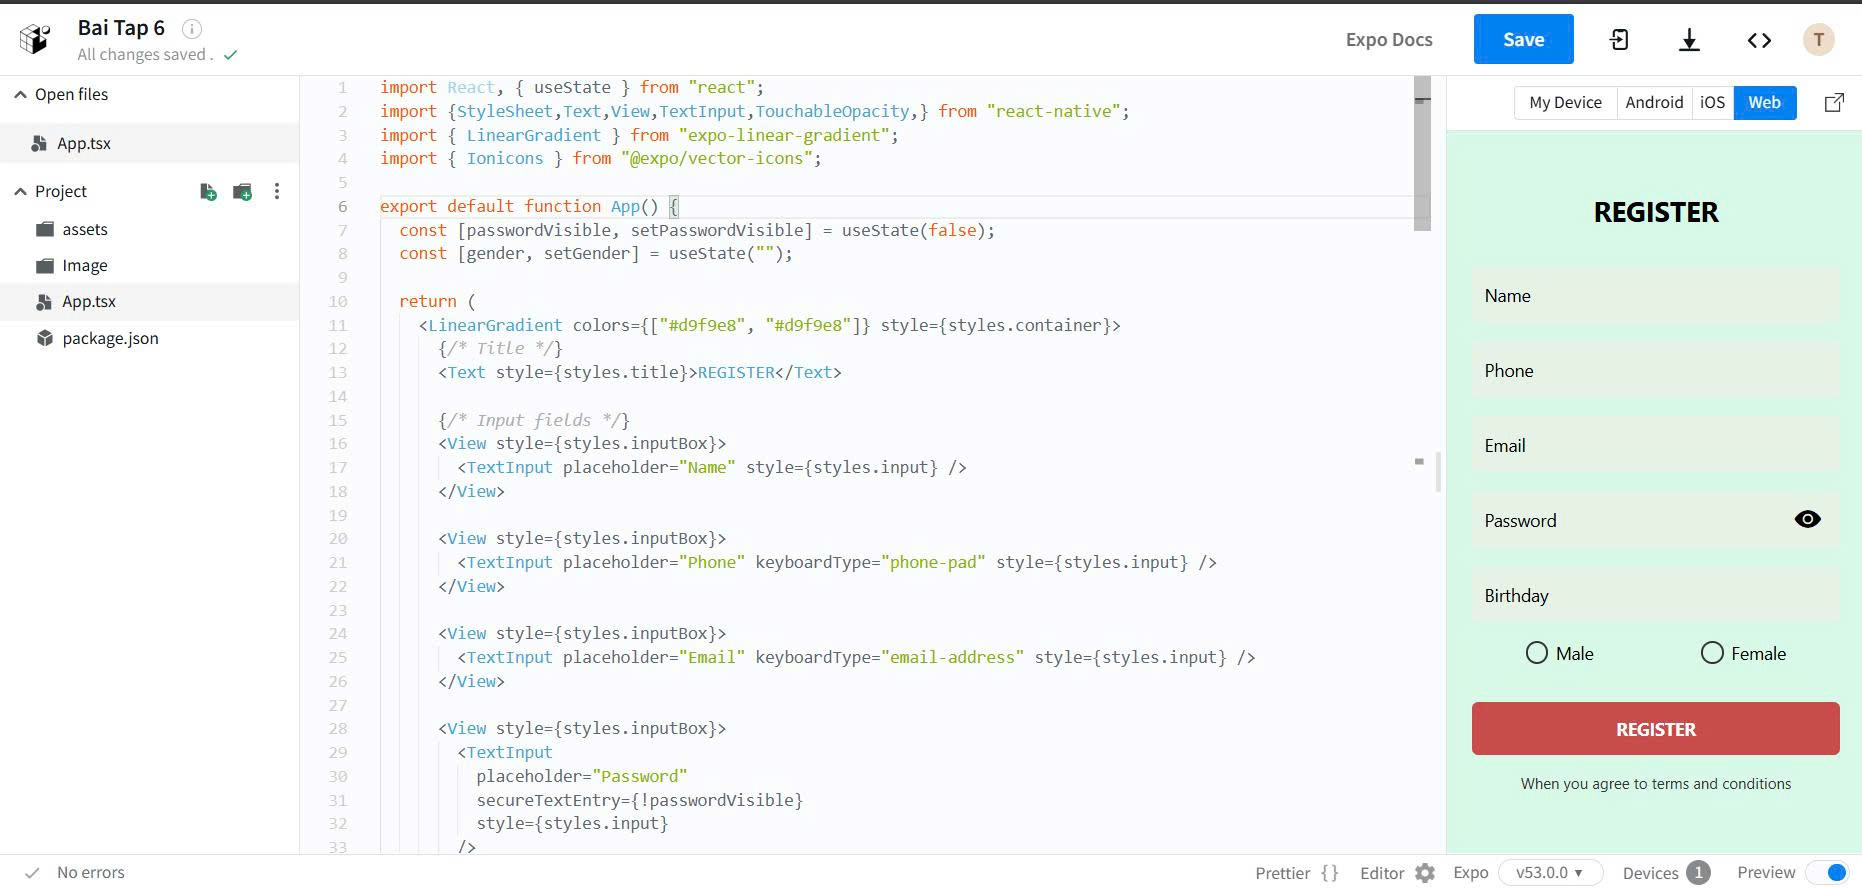 Bai Tap 6
All changes saved .
Expo Docs
Save
T
Open files
App.tsx
Project
assets
Image
App.tsx
package.json
1 import React, { useState } from "react";
2 import {StyleSheet,Text,View,TextInput,TouchableOpacity,} from "react-native";
3 import { LinearGradient } from "expo-linear-gradient";
4 import { Ionicons } from "@expo/vector-icons";
5
6 export default function App() {
7 const [passwordVisible, setPasswordVisible] = useState(false);
8 const [gender, setGender] = useState("");
9
10 return (
11 <LinearGradient colors={["#d9f9e8", "#d9f9e8"]} style={styles.container}>
12 {/* Title */}
13 <Text style={styles.title}>REGISTER</Text>
14
15 {/* Input fields */}
16 <View style={styles.inputBox}>
17 <TextInput placeholder="Name" style={styles.input} />
18 </View>
19
20 <View style={styles.inputBox}>
21 <TextInput placeholder="Phone" keyboardType="phone-pad" style={styles.input} />
22 </View>
23
24 <View style={styles.inputBox}>
25 <TextInput placeholder="Email" keyboardType="email-address" style={styles.input} />
26 </View>
27
28 <View style={styles.inputBox}>
29 <TextInput
30 placeholder="Password"
31 secureTextEntry={!passwordVisible}
32 style={styles.input}
33 />
My Device
Android
iOS
Web
REGISTER
Name
Phone
Email
Password
Birthday
Male
Female
REGISTER
When you agree to terms and conditions
No errors
Prettier {}
Editor
Expo
v53.0.0
Devices 1
Preview